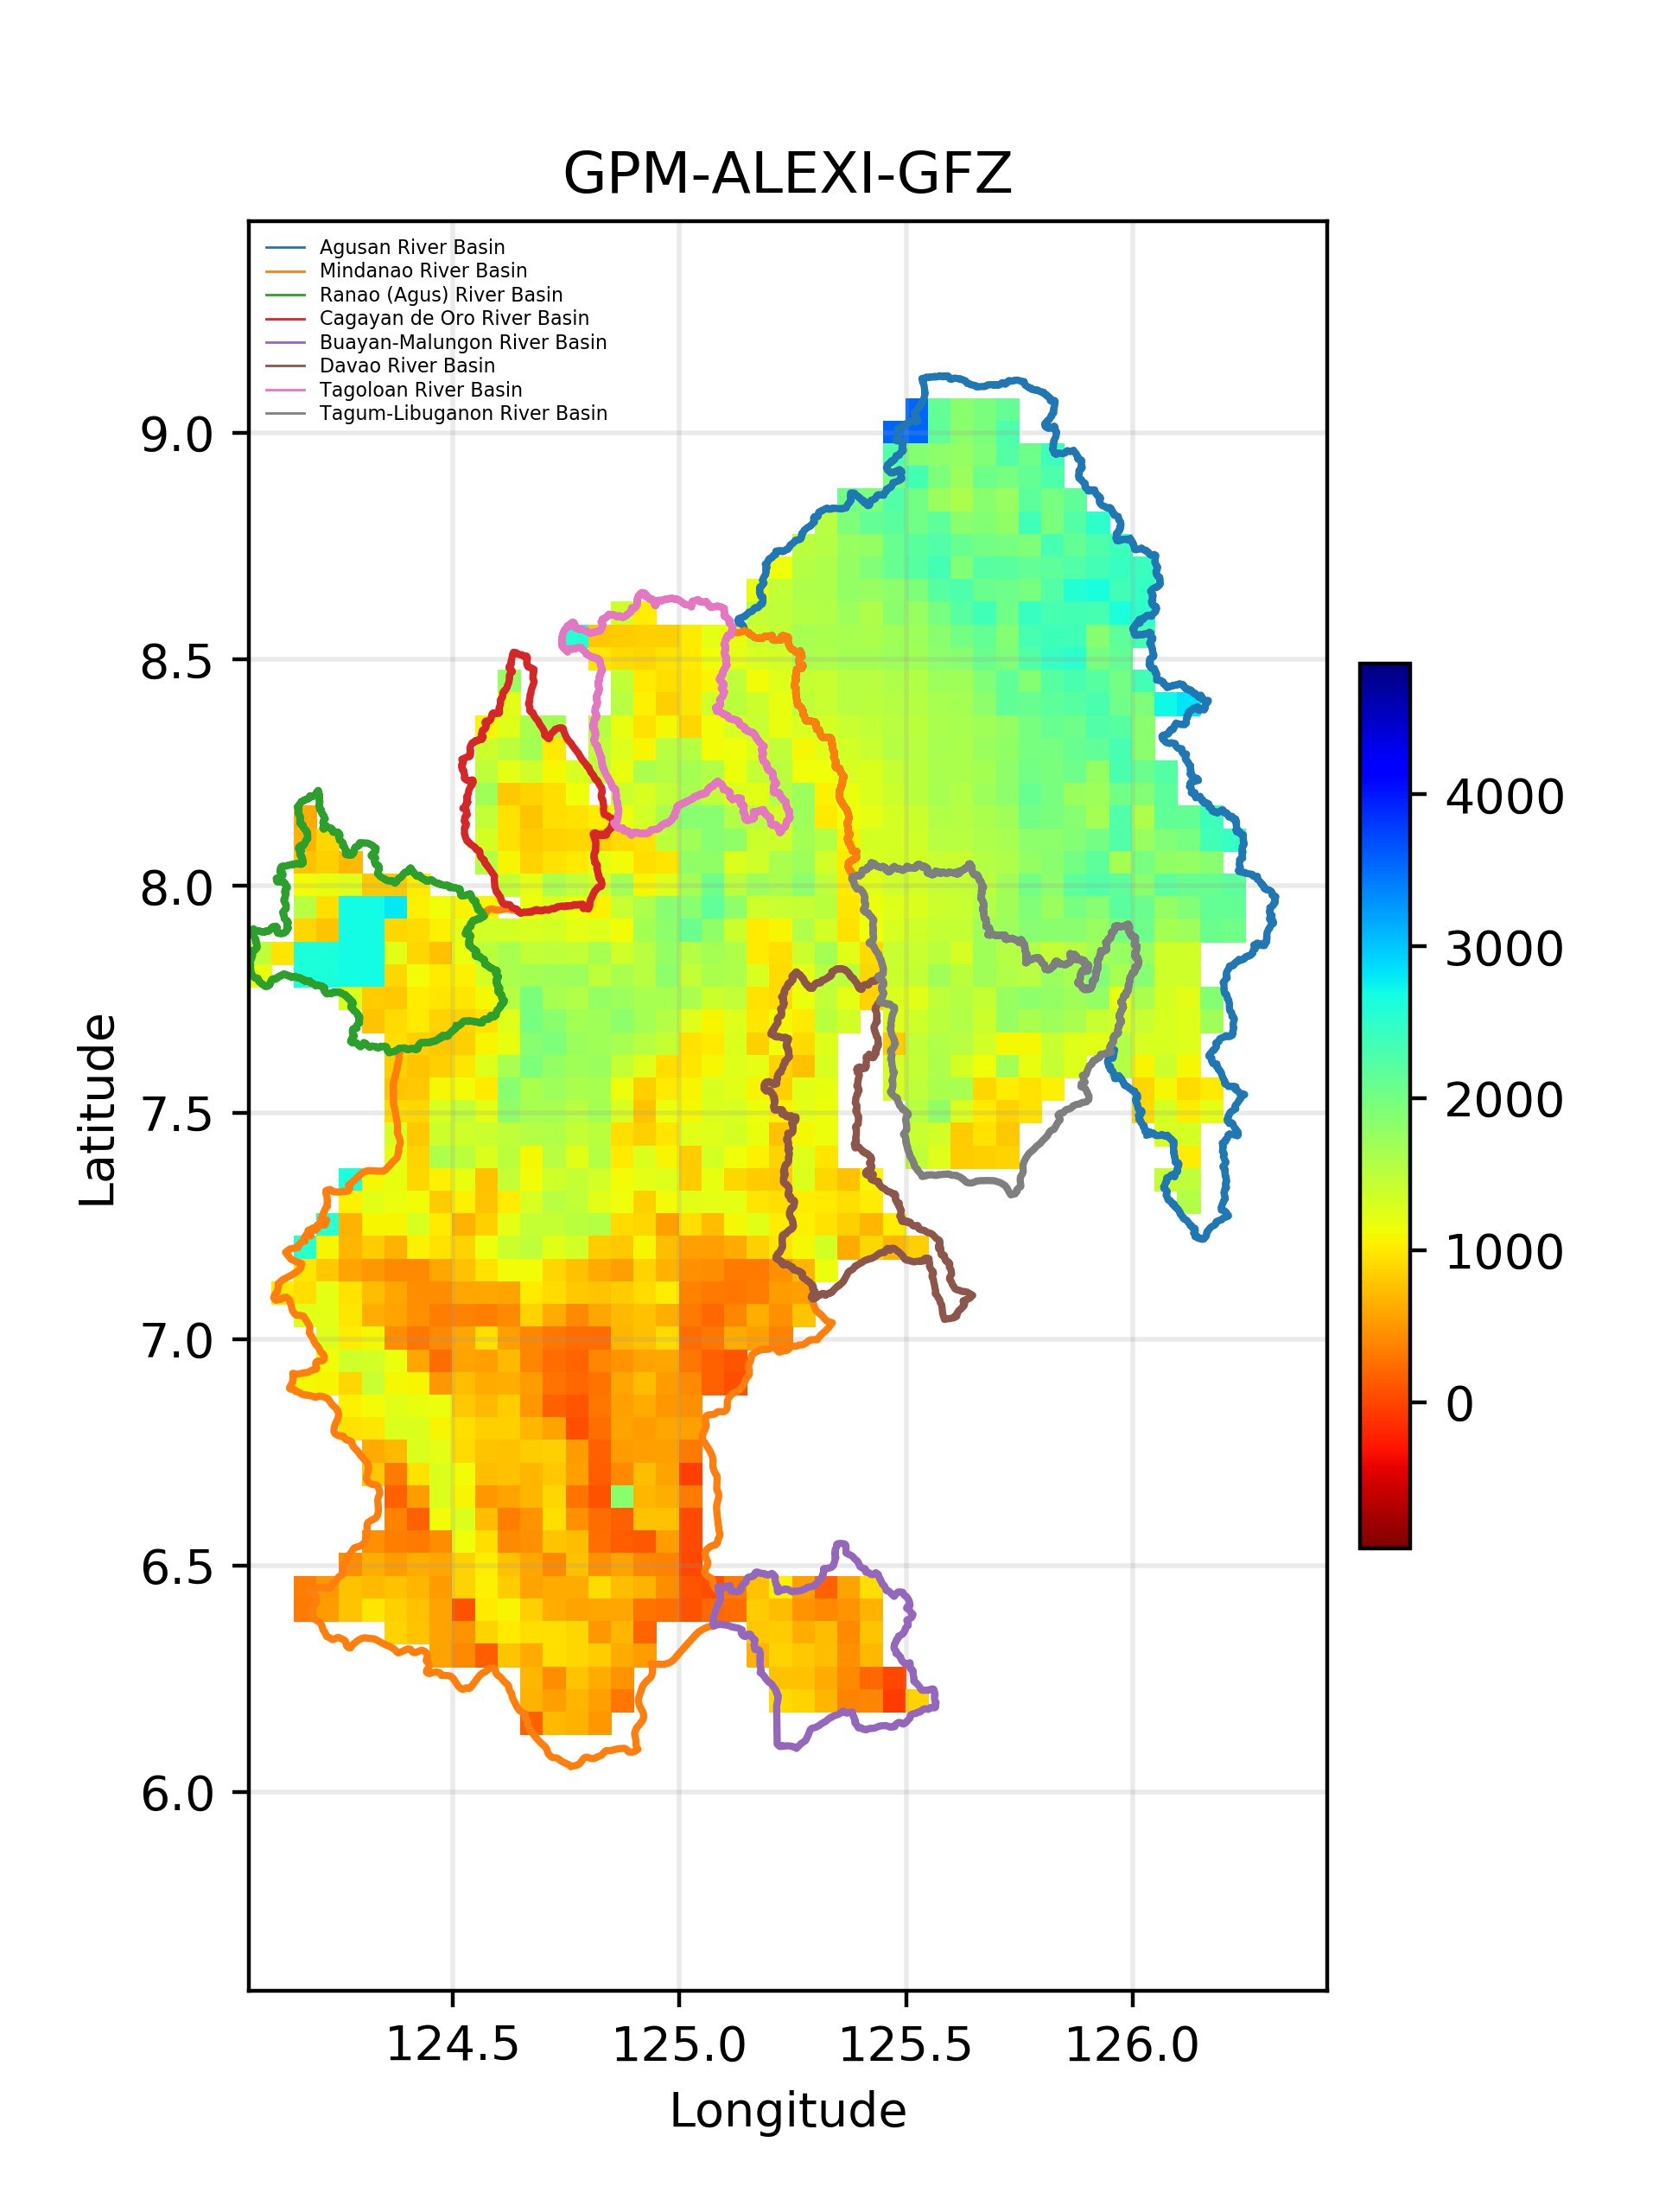 GPM-ALEXI-GFZ
Agusan River Basin
Mindanao River Basin
Ranao (Agus) River Basin
Cagayan de Oro River Basin
Buayan-Malungon River Basin
Davao River Basin
Tagoloan River Basin
Tagum-Libuganon River Basin
9.0
8.5
8.0
7.5
7.0
6.5
6.0
Latitude
124.5 125.0 125.5 126.0
Longitude
4000
3000
2000
1000
0